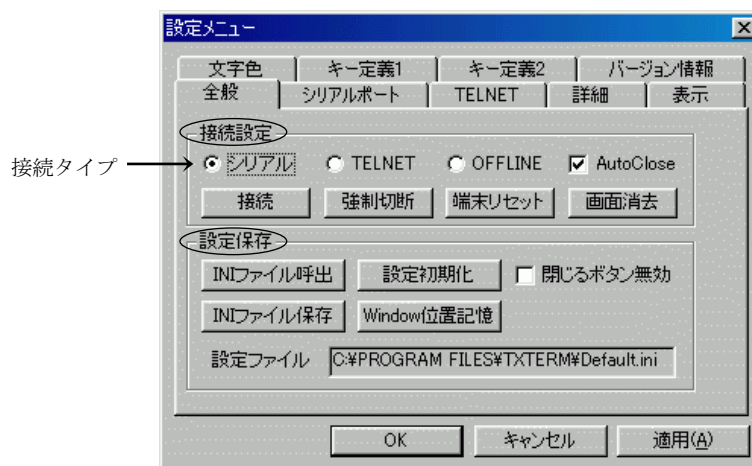 設定メニュー
文字色 キー定義1 キー定義2 バージョン情報
全般 シリアルポート TELNET 詳細 表示
接続設定
接続タイプ シリアル TELNET OFFLINE AutoClose
接続 強制切断 端末リセット 画面消去
設定保存
INIファイル呼出 設定初期化 閉じるボタン無効
INIファイル保存 Window位置記憶
設定ファイル C:¥PROGRAM FILES¥TXTERM¥Default.ini
OK キャンセル 適用(A)